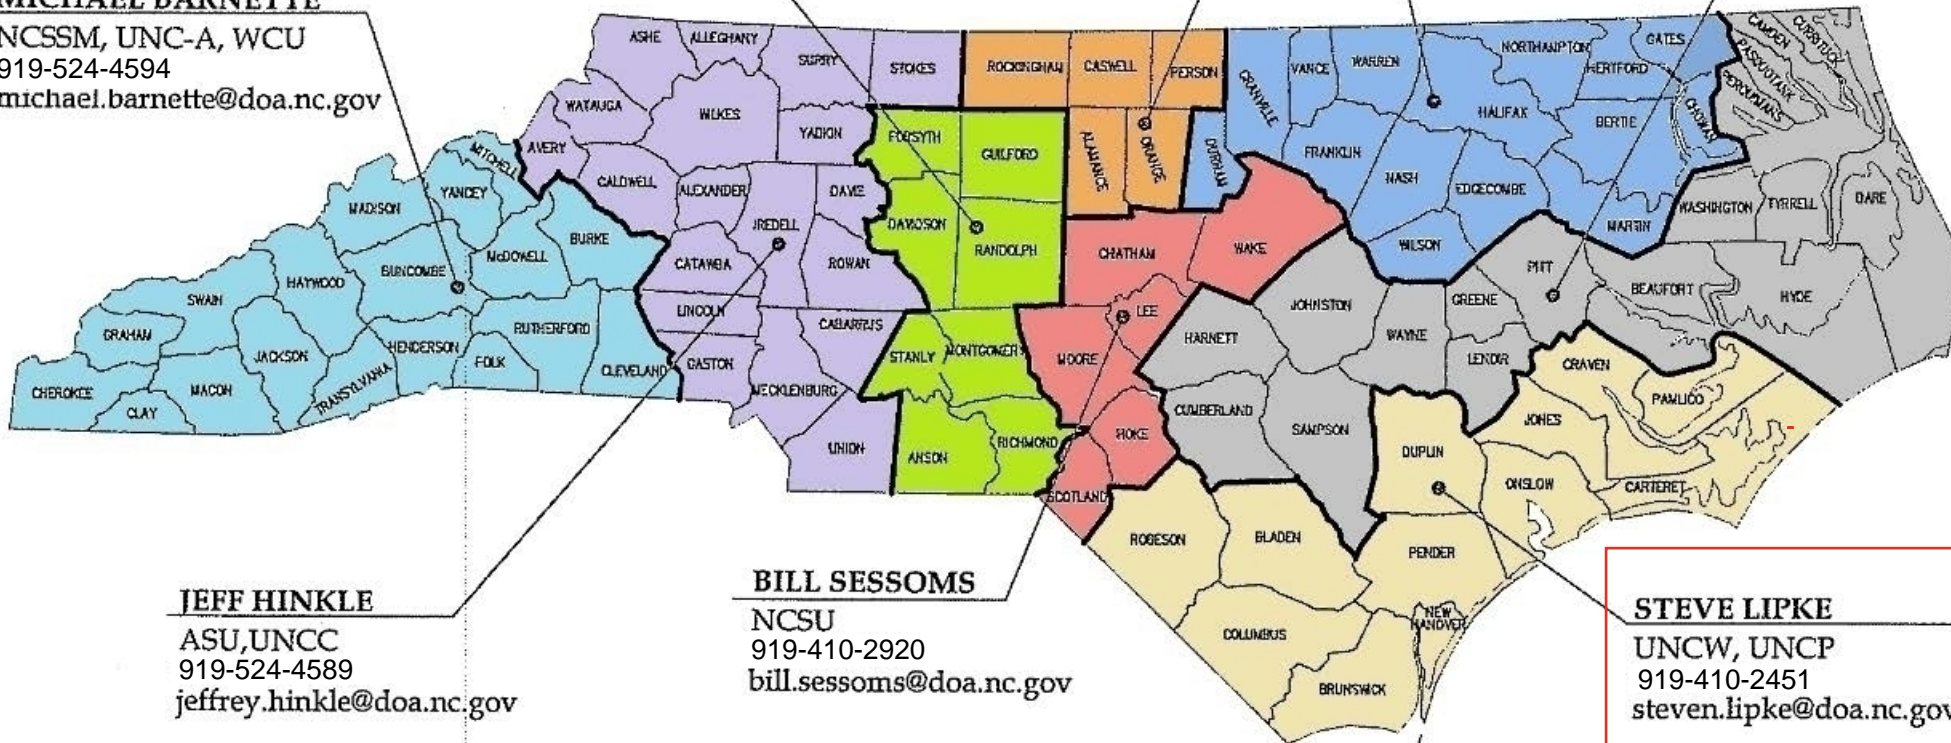 MICHAEL BARNETTE
NCSSM, UNC-A, WCU
919-524-4594
michael.barnette@doa.nc.gov
ASHE
ALLEGHANY
SURRY
STOKES
ROCKINGHAM
CASWELL
PERSON
GRANVILLE
VANCE
WARREN
NORTHAMPTON
GATES
HERTFORD
CAMDEN
CURRITUCK
PASQUOTANK
PERQUIMANS
CHOWAN
WATAUGA
WILKES
YADKIN
FORSYTH
GUILFORD
ALAMANCE
ORANGE
DURHAM
FRANKLIN
HALIFAX
BERTIE
NASH
EDGECOMBE
MARTIN
WASHINGTON
TYRRELL
DARE
MITCHELL
AVERY
CALDWELL
ALEXANDER
DAVIE
IREDELL
DAVIDSON
RANDOLPH
CHATHAM
WAKE
WILSON
MADISON
YANCEY
BURKE
McDOWELL
BUNCOMBE
HAYWOOD
SWAIN
CATAWBA
ROWAN
LINCOLN
CABARRUS
GASTON
MECKLENBURG
UNION
STANLY
MONTGOMERY
ANSON
RICHMOND
MOORE
LEE
HARNETT
JOHNSTON
WAYNE
GREENE
PITT
BEAUFORT
HYDE
LENOIR
CRAVEN
PAMLICO
JONES
GRAHAM
JACKSON
HENDERSON
RUTHERFORD
POLK
CLEVELAND
CHEROKEE
CLAY
MACON
TRANSYLVANIA
HOKE
SCOTLAND
CUMBERLAND
SAMPSON
DUPLIN
ONSLOW
CARTERET
ROBESON
BLADEN
PENDER
COLUMBUS
NEW
HANOVER
BRUNSWICK
JEFF HINKLE
ASU,UNCC
919-524-4589
jeffrey.hinkle@doa.nc.gov
BILL SESSOMS
NCSU
919-410-2920
bill.sessoms@doa.nc.gov
STEVE LIPKE
UNCW, UNCP
919-410-2451
steven.lipke@doa.nc.gov